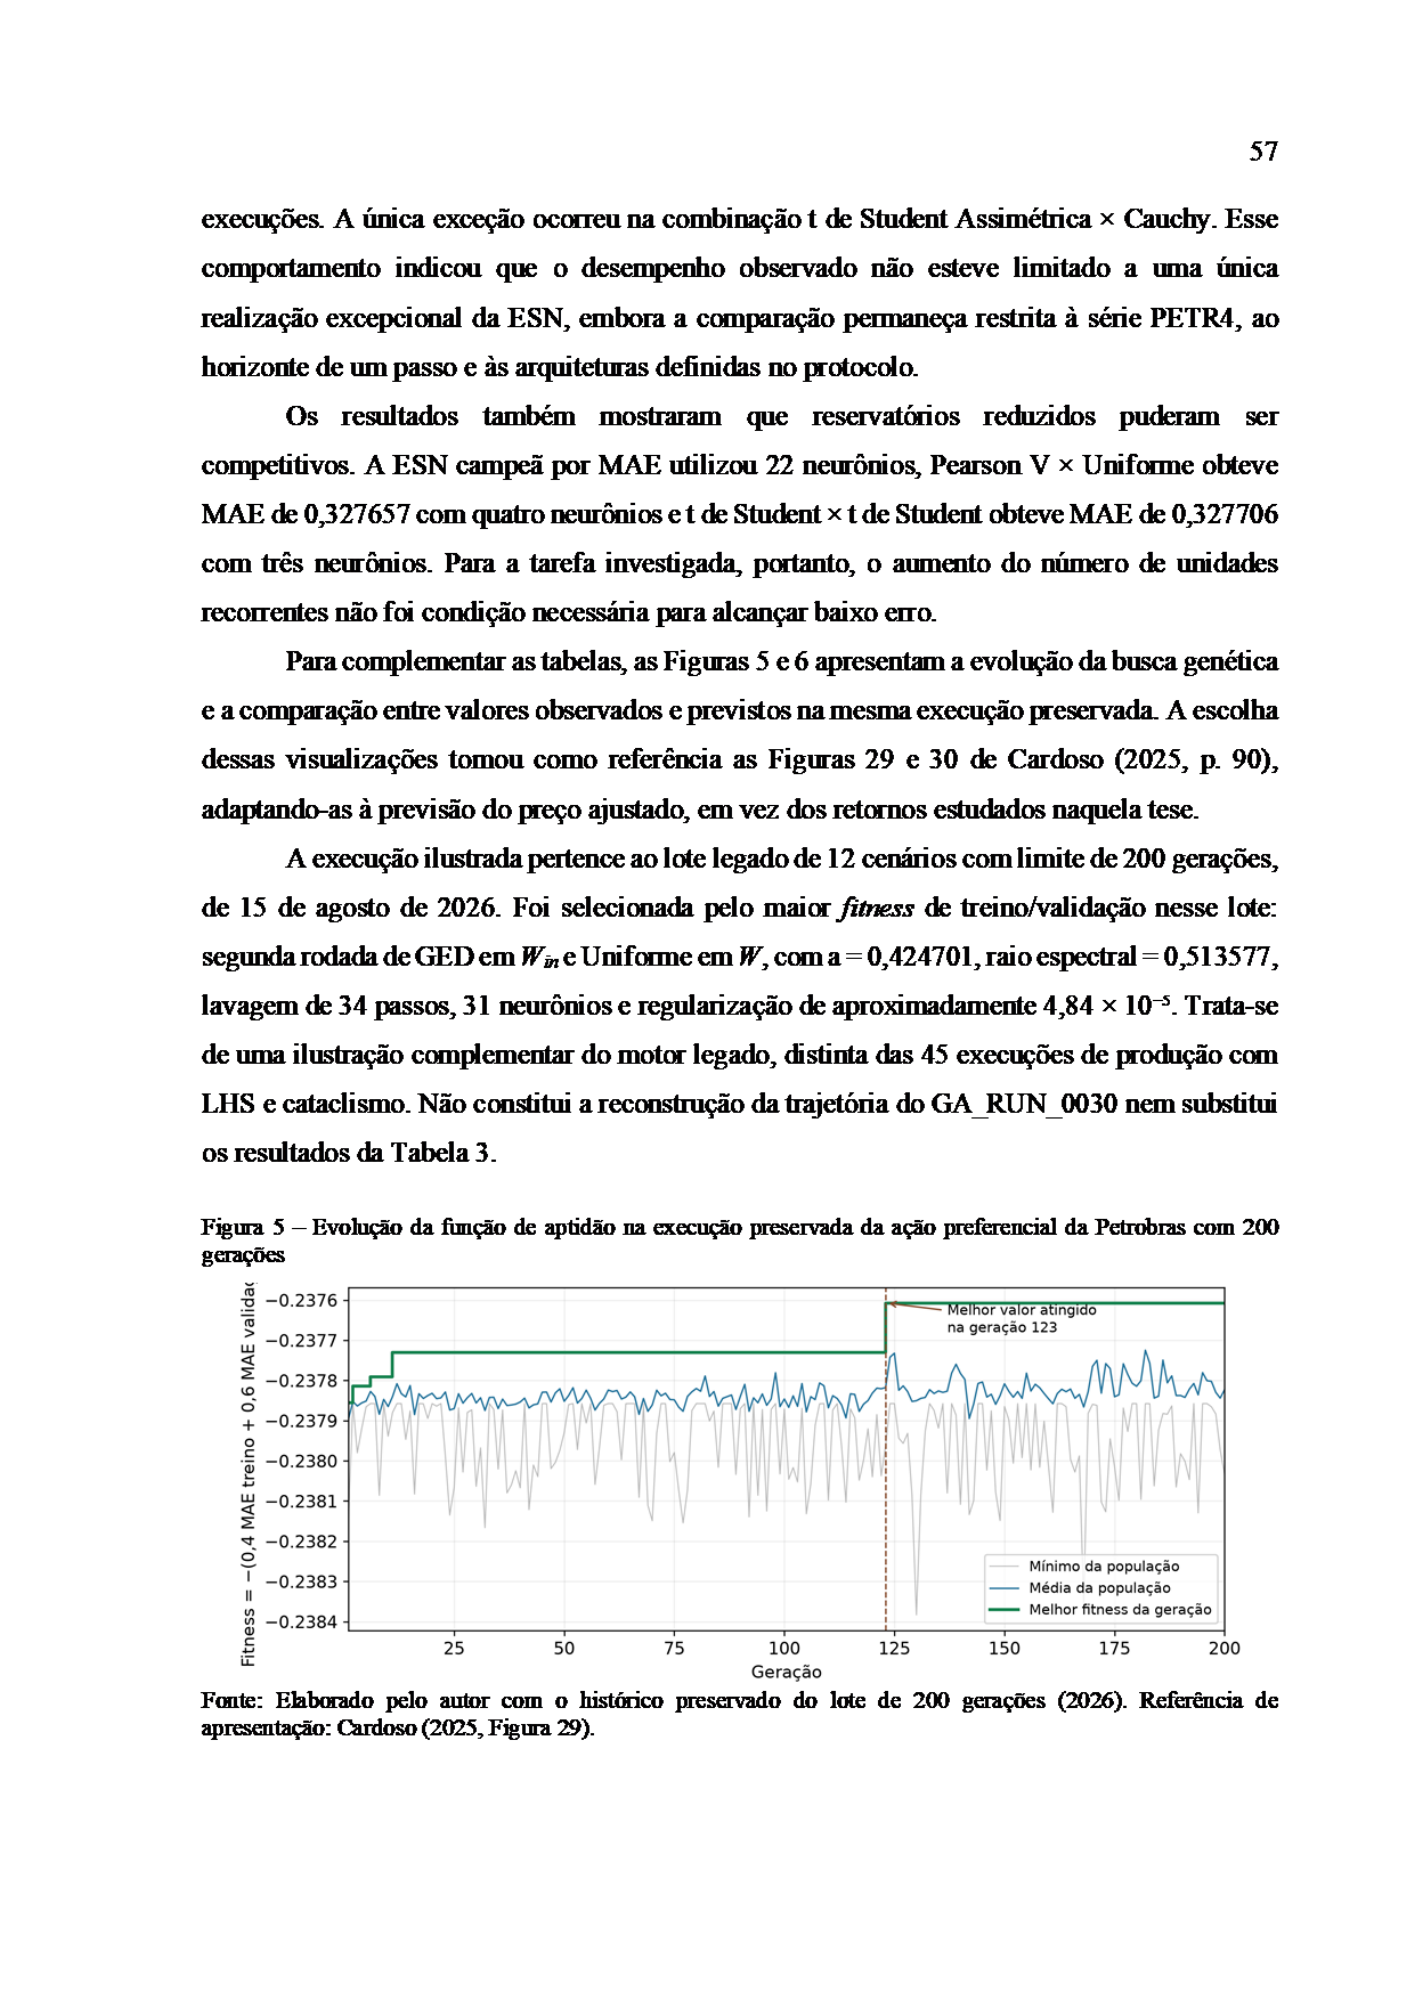 57
execuções. A única exceção ocorreu na combinação t de Student Assimétrica × Cauchy. Esse
comportamento indicou que o desempenho observado não esteve limitado a uma única
realização excepcional da ESN, embora a comparação permaneça restrita à série PETR4, ao
horizonte de um passo e às arquiteturas definidas no protocolo.
Os resultados também mostraram que reservatórios reduzidos puderam ser
competitivos. A ESN campeã por MAE utilizou 22 neurônios, Pearson V × Uniforme obteve
MAE de 0,327657 com quatro neurônios e t de Student × t de Student obteve MAE de 0,327706
com três neurônios. Para a tarefa investigada, portanto, o aumento do número de unidades
recorrentes não foi condição necessária para alcançar baixo erro.
Para complementar as tabelas, as Figuras 5 e 6 apresentam a evolução da busca genética
e a comparação entre valores observados e previstos na mesma execução preservada. A escolha
dessas visualizações tomou como referência as Figuras 29 e 30 de Cardoso (2025, p. 90),
adaptando-as à previsão do preço ajustado, em vez dos retornos estudados naquela tese.
A execução ilustrada pertence ao lote legado de 12 cenários com limite de 200 gerações,
de 15 de agosto de 2026. Foi selecionada pelo maior fitness de treino/validação nesse lote:
segunda rodada de GED em Win e Uniforme em W, com a = 0,424701, raio espectral = 0,513577,
lavagem de 34 passos, 31 neurônios e regularização de aproximadamente 4,84 × 10⁻⁵. Trata-se
de uma ilustração complementar do motor legado, distinta das 45 execuções de produção com
LHS e cataclismo. Não constitui a reconstrução da trajetória do GA_RUN_0030 nem substitui
os resultados da Tabela 3.
Figura 5 – Evolução da função de aptidão na execução preservada da ação preferencial da Petrobras com 200
gerações
Fitness = −(0,4 MAE treino + 0,6 MAE validac
−0.2376
−0.2377
−0.2378
−0.2379
−0.2380
−0.2381
−0.2382
−0.2383
−0.2384
Melhor valor atingido
na geração 123
Mínimo da população
Média da população
Melhor fitness da geração
25 50 75 100 125 150 175 200
Geração
Fonte: Elaborado pelo autor com o histórico preservado do lote de 200 gerações (2026). Referência de
apresentação: Cardoso (2025, Figura 29).